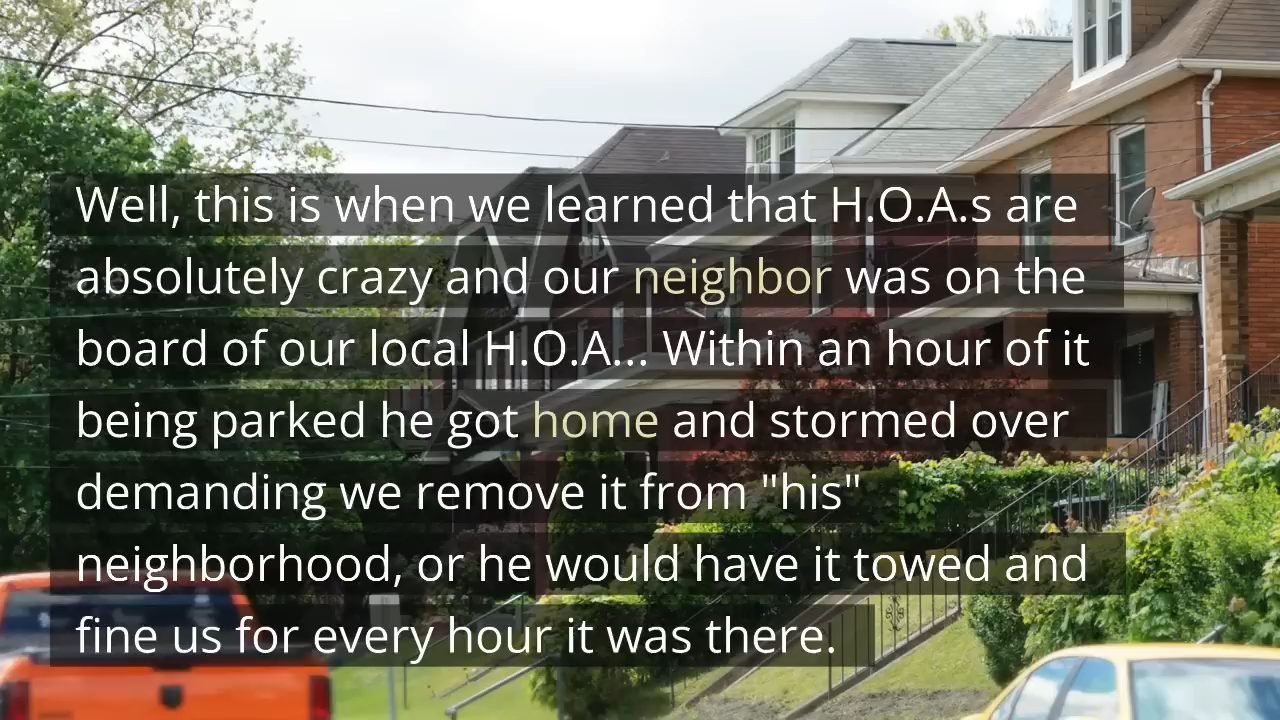 Well, this is when we learned that H.O.A.s are
absolutely crazy and our neighbor was on the
board of our local H.O.A... Within an hour of it
being parked he got home and stormed over
demanding we remove it from "his"
neighborhood, or he would have it towed and
fine us for every hour it was there.